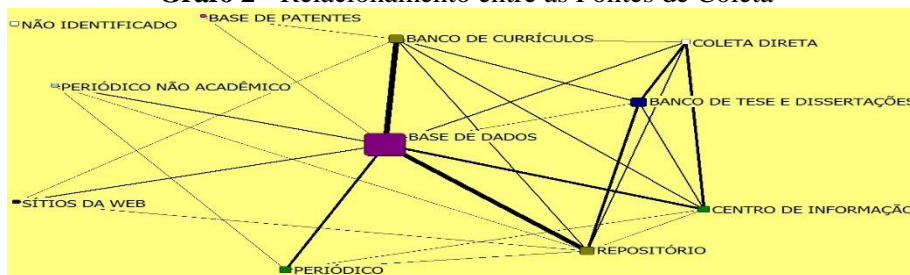 Grafo 2 - Relacionamento entre as Fontes de Coleta
BASE DE PATENTES
NÃO IDENTIFICADO
BANCO DE CURRÍCULOS
COLETA DIRETA
PERIÓDICO NÃO ACADÊMICO
BANCO DE TESE E DISSERTAÇÕES
BASE DE DADOS
SÍTIOS DA WEB
CENTRO DE INFORMAÇÃO
REPOSITÓRIO
PERIÓDICO